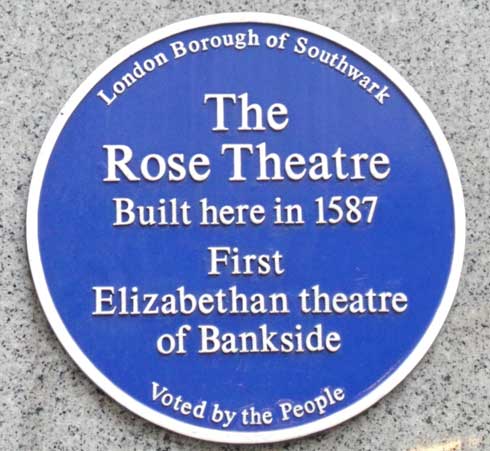 London Borough of Southwark
The
Rose Theatre
Built here in 1587
First
Elizabethan theatre
of Bankside
Voted by the People